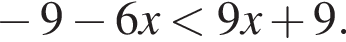 − 9 − 6x < 9x + 9.